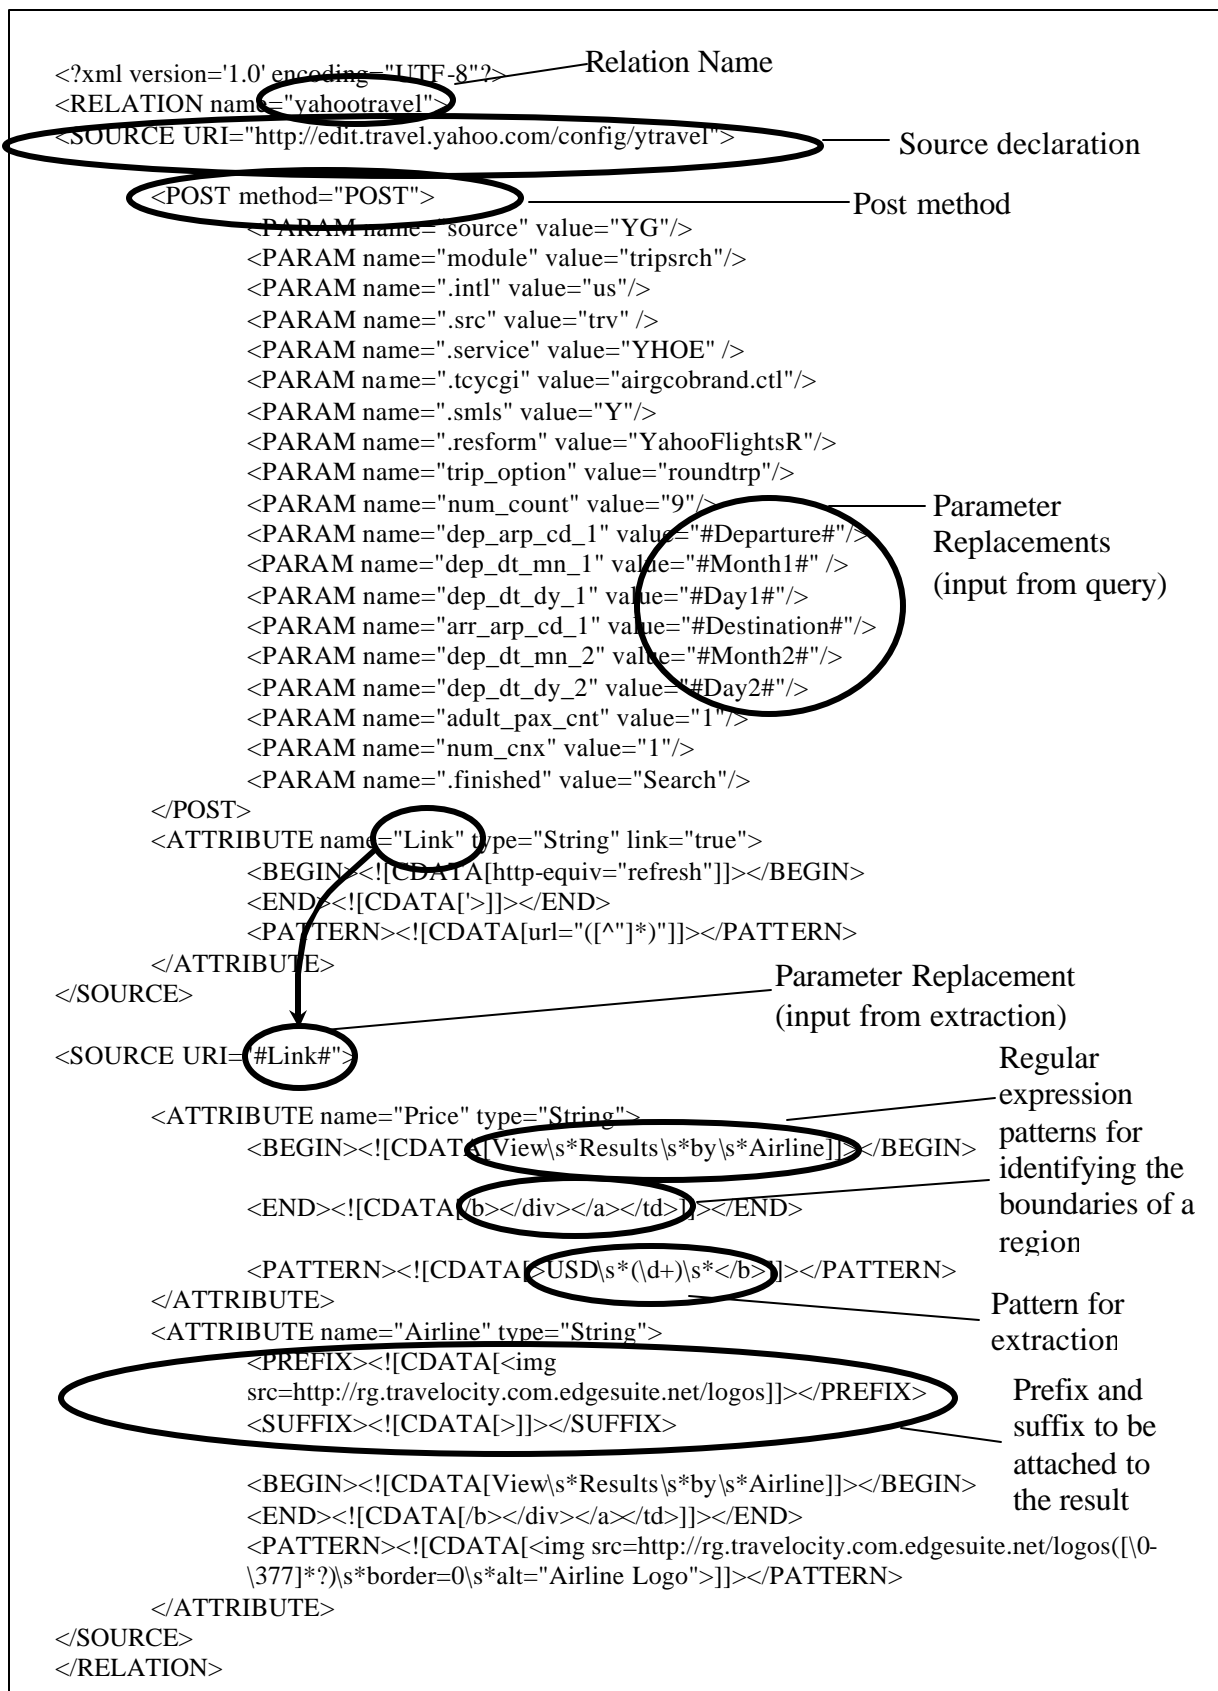 <?xml version='1.0' encoding="UTF-8"?>
Relation Name
<RELATION name="yahootravel">
<SOURCE URI="http://edit.travel.yahoo.com/config/ytravel">
Source declaration
<POST method="POST">
Post method
<PARAM name="source" value="YG"/>
<PARAM name="module" value="tripsrch"/>
<PARAM name=".intl" value="us"/>
<PARAM name=".src" value="trv" />
<PARAM name=".service" value="YHOE" />
<PARAM name=".tcycgi" value="airgcobrand.ctl"/>
<PARAM name=".smls" value="Y"/>
<PARAM name=".resform" value="YahooFlightsR"/>
<PARAM name="trip_option" value="roundtrp"/>
<PARAM name="num_count" value="9"/>
<PARAM name="dep_arp_cd_1" value="#Departure#"/>
<PARAM name="dep_dt_mn_1" value="#Month1#" />
<PARAM name="dep_dt_dy_1" value="#Day1#"/>
<PARAM name="arr_arp_cd_1" value="#Destination#"/>
<PARAM name="dep_dt_mn_2" value="#Month2#"/>
<PARAM name="dep_dt_dy_2" value="#Day2#"/>
<PARAM name="adult_pax_cnt" value="1"/>
<PARAM name="num_cnx" value="1"/>
<PARAM name=".finished" value="Search"/>
Parameter
Replacements
(input from query)
</POST>
<ATTRIBUTE name="Link" type="String" link="true">
<BEGIN><![CDATA[http-equiv="refresh"]]></BEGIN>
<END><![CDATA['>]]></END>
<PATTERN><![CDATA[url="([^"]*)"]]></PATTERN>
</ATTRIBUTE>
</SOURCE>
Parameter Replacement
(input from extraction)
<SOURCE URI="#Link#">
<ATTRIBUTE name="Price" type="String">
<BEGIN><![CDATA[View\s*Results\s*by\s*Airline]]></BEGIN>
<END><![CDATA[/b></div></a></td>]]></END>
Regular
expression
patterns for
identifying the
boundaries of a
region
<PATTERN><![CDATA[>USD\s*(\d+)\s*</b>]]></PATTERN>
</ATTRIBUTE>
Pattern for
extraction
<ATTRIBUTE name="Airline" type="String">
<PREFIX><![CDATA[<img
src=http://rg.travelocity.com.edgesuite.net/logos]]></PREFIX>
<SUFFIX><![CDATA[>]]></SUFFIX>
Prefix and
suffix to be
attached to
the result
<BEGIN><![CDATA[View\s*Results\s*by\s*Airline]]></BEGIN>
<END><![CDATA[/b></div></a></td>]]></END>
<PATTERN><![CDATA[<img src=http://rg.travelocity.com.edgesuite.net/logos([\0-
\377]*?)\s*border=0\s*alt="Airline Logo">]]></PATTERN>
</ATTRIBUTE>
</SOURCE>
</RELATION>